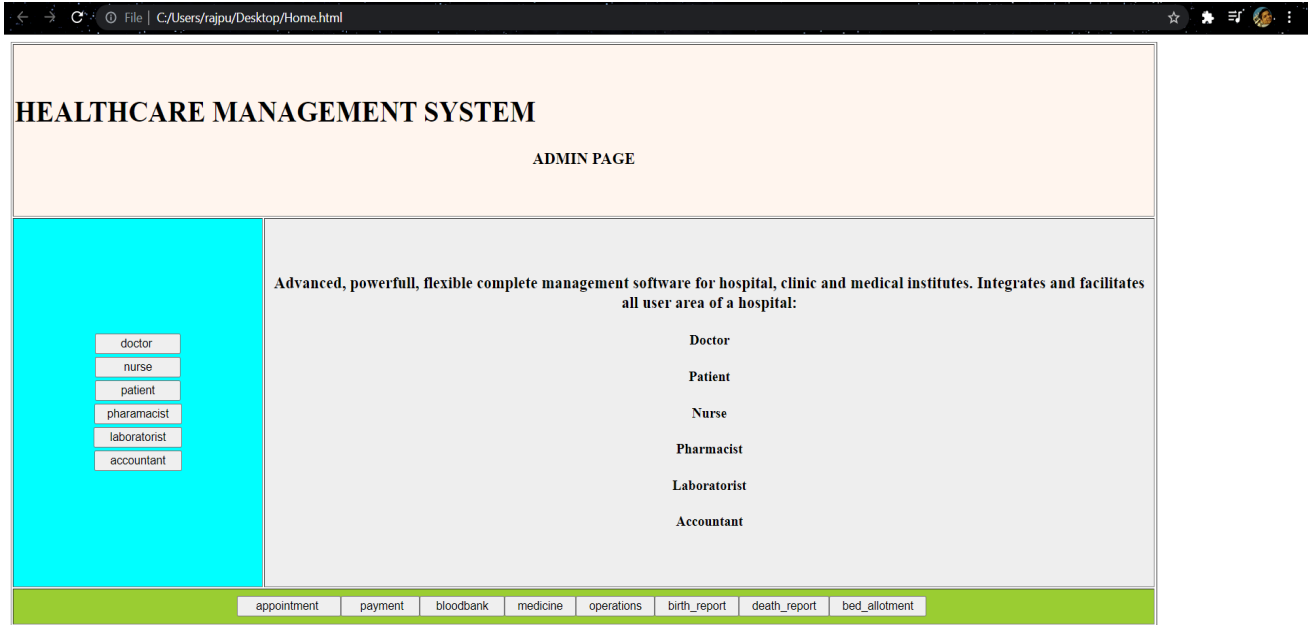 File | C:/Users/rajpu/Desktop/Home.html
HEALTHCARE MANAGEMENT SYSTEM
ADMIN PAGE
doctor
nurse
patient
pharamacist
laboratorist
accountant
Advanced, powerfull, flexible complete management software for hospital, clinic and medical institutes. Integrates and facilitates
all user area of a hospital:
Doctor
Patient
Nurse
Pharmacist
Laboratorist
Accountant
appointment payment bloodbank medicine operations birth_report death_report bed_allotment